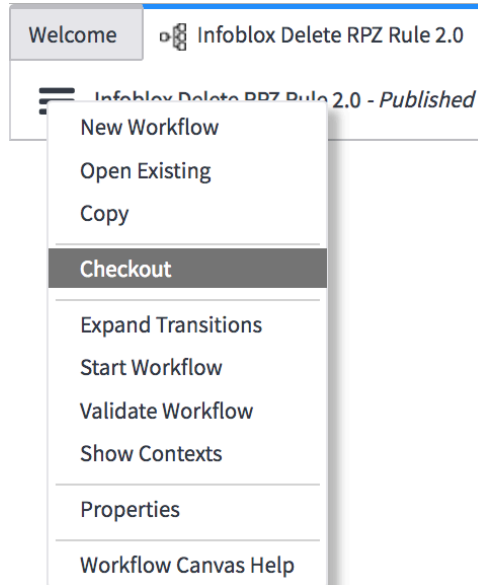 Welcome
Infoblox Delete RPZ Rule 2.0
Infoblox Delete RPZ Rule 2.0 - Published
New Workflow
Open Existing
Copy
Checkout
Expand Transitions
Start Workflow
Validate Workflow
Show Contexts
Properties
Workflow Canvas Help